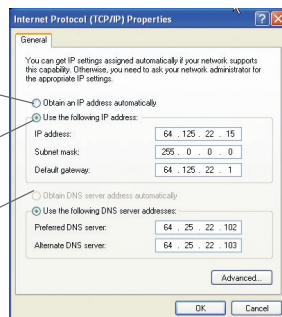 Internet Protocol (TCP/IP) Properties
General
You can get IP settings assigned automatically if your network supports
this capability. Otherwise, you need to ask your network administrator for
the appropriate IP settings.
Obtain an IP address automatically
Use the following IP address:
IP address: 64 . 125 . 22 . 15
Subnet mask: 255 . 0 . 0 . 0
Default gateway: 64 . 125 . 22 . 1
Obtain DNS server address automatically
Use the following DNS server addresses:
Preferred DNS server: 64 . 25 . 22 . 102
Alternate DNS server: 64 . 25 . 22 . 103
Advanced...
OK Cancel